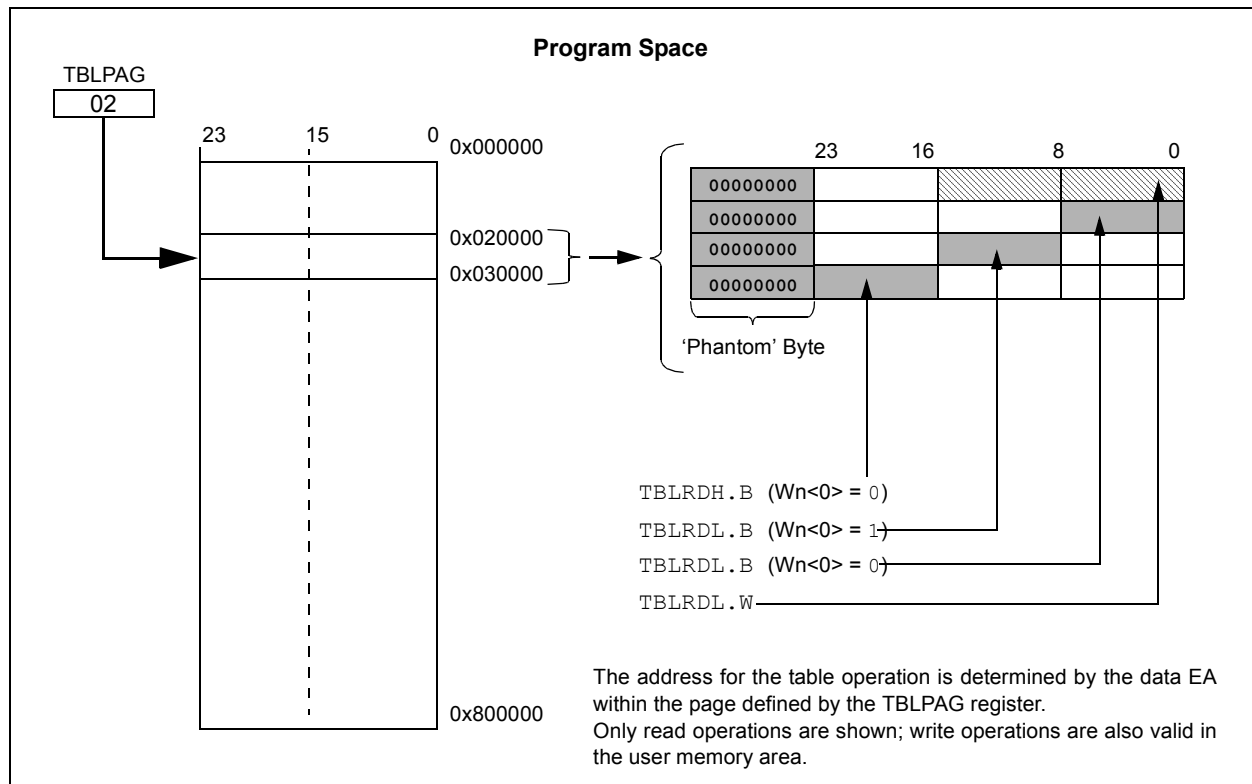 Program Space
TBLPAG
02
23 15 0
0x000000
0x020000
0x030000
0x800000
23 16 8 0
00000000
00000000
00000000
00000000
‘Phantom’ Byte
TBLRDH.B (Wn<0> = 0)
TBLRDL.B (Wn<0> = 1)
TBLRDL.B (Wn<0> = 0)
TBLRDL.W
The address for the table operation is determined by the data EA
within the page defined by the TBLPAG register.
Only read operations are shown; write operations are also valid in
the user memory area.